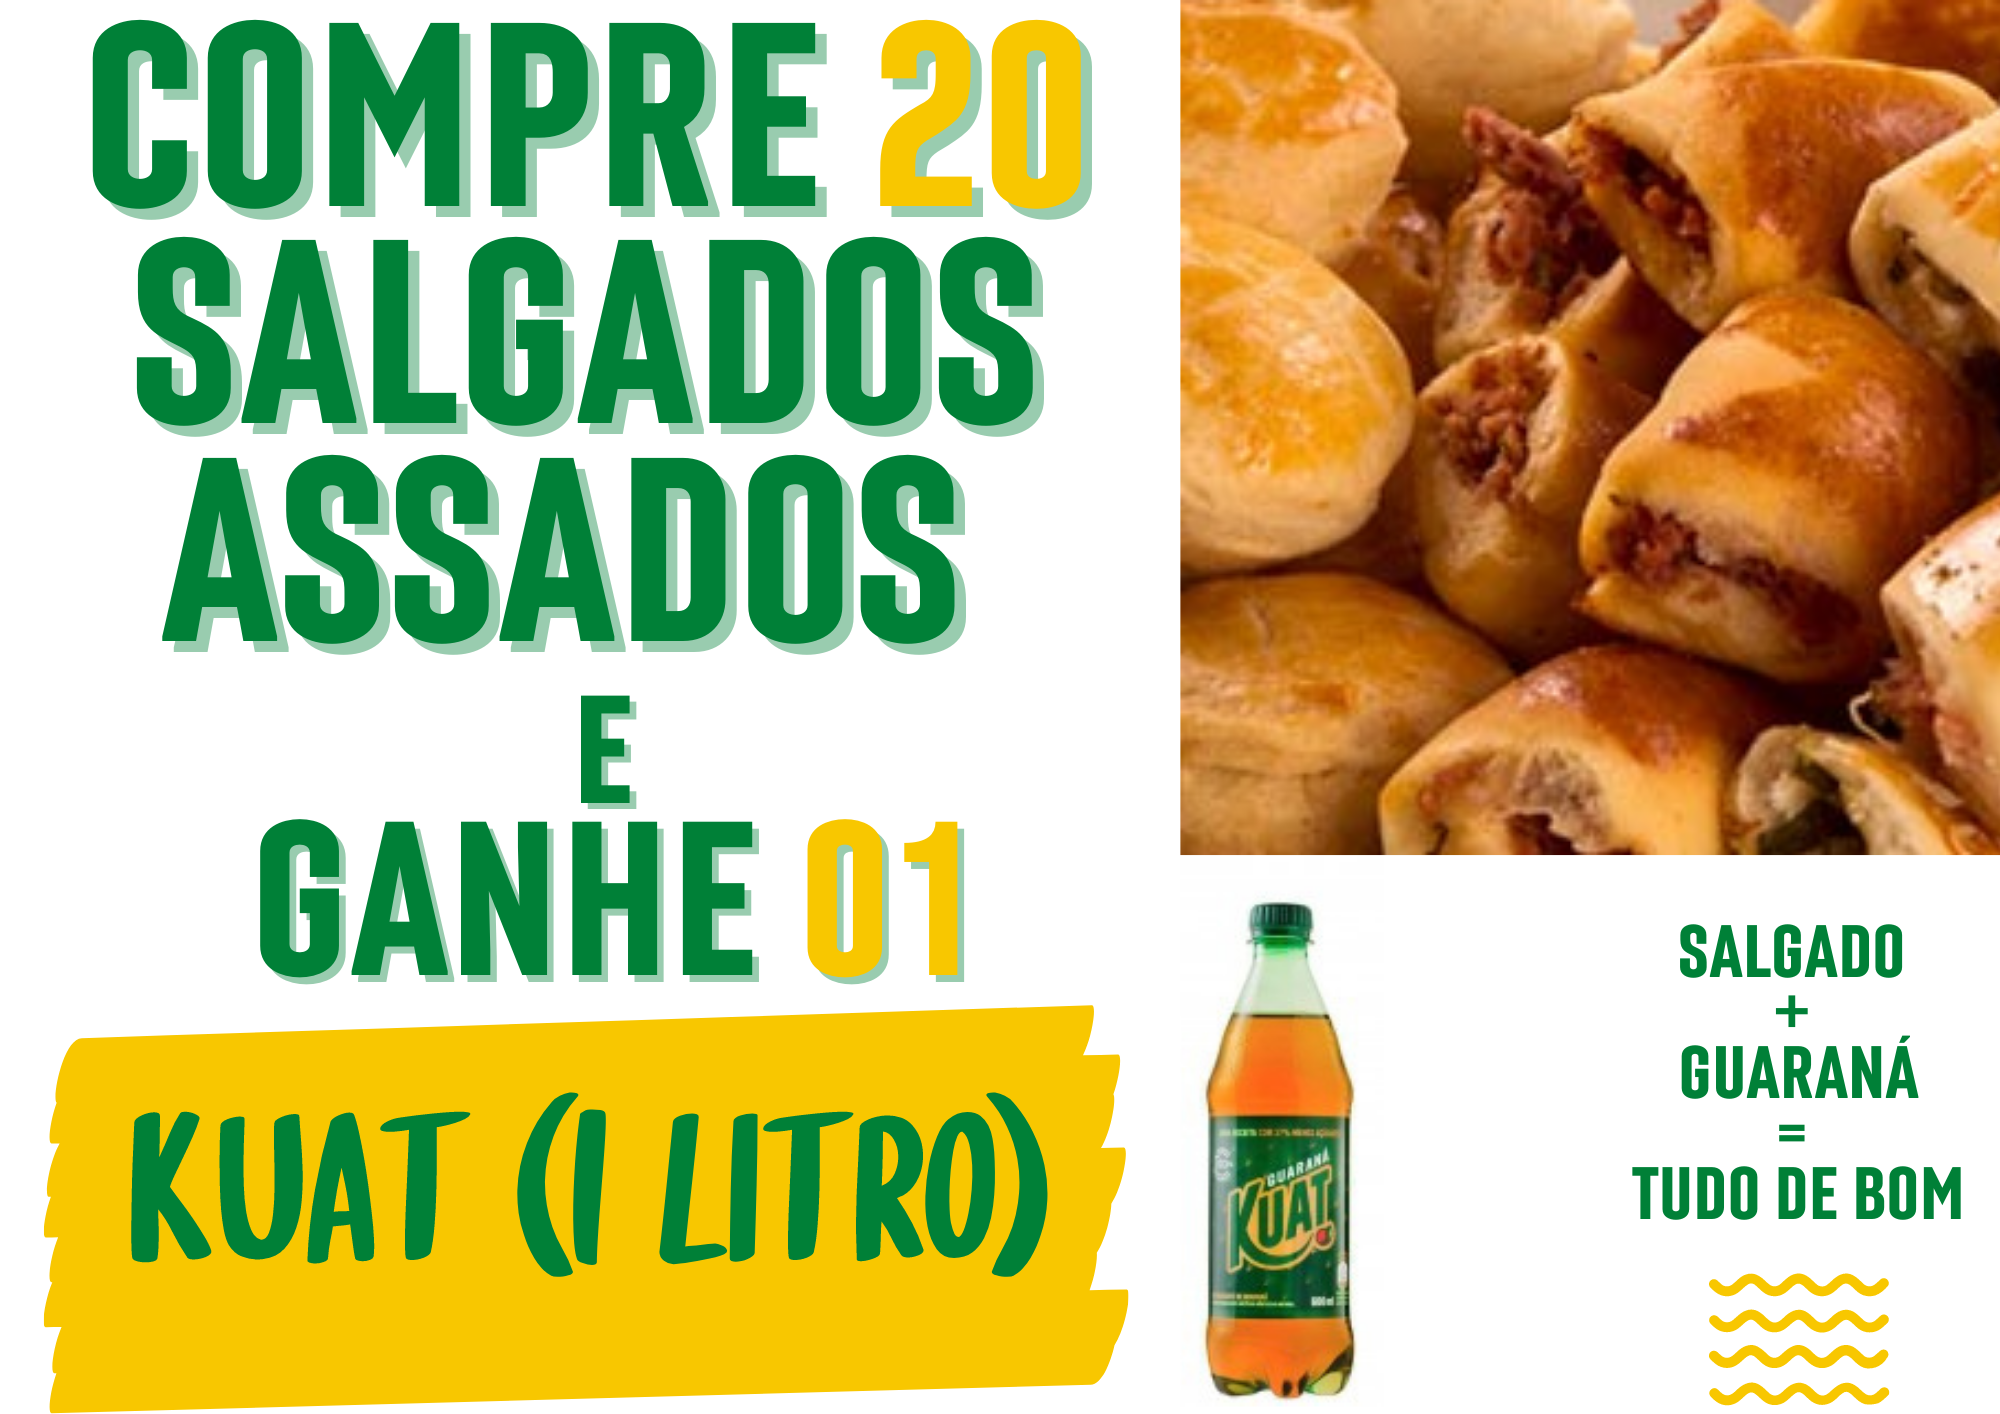 COMPRE 20
SALGADOS
ASSADOS
E
GANHE 01
KUAT (1 LITRO)
GUARANÁ
KUAT
SALGADO
+
GUARANÁ
=
TUDO DE BOM